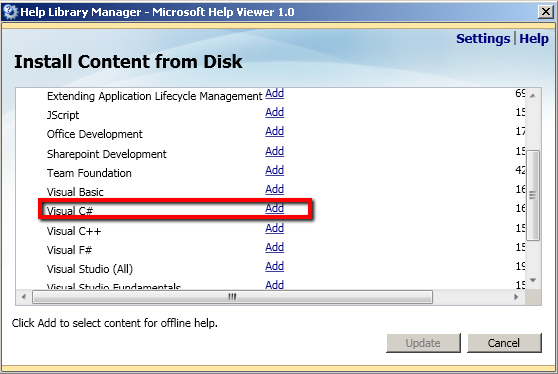 Help Library Manager - Microsoft Help Viewer 1.0
Settings | Help
Install Content from Disk
Extending Application Lifecycle Management Add 69
JScript Add 15
Office Development Add 17
Sharepoint Development Add 15
Team Foundation Add 42
Visual Basic Add 16
Visual C# Add 16
Visual C++ Add 15
Visual F# Add 15
Visual Studio (All) Add 19
Visual Studio Fundamentals Add 15
Click Add to select content for offline help.
Update Cancel